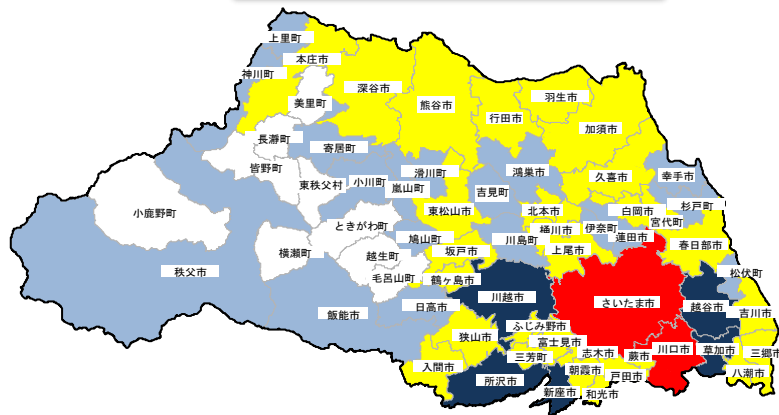 上里町
本庄市
神川町
深谷市
美里町
熊谷市
羽生市
行田市
加須市
長瀞町
寄居町
皆野町
滑川町
鴻巣市
久喜市
幸手市
東秩父村
小川町
嵐山町
吉見町
小鹿野町
東松山市
北本市
白岡市
杉戸町
ときがわ町
桶川市
伊奈町
宮代町
鳩山町
川島町
蓮田市
春日部市
横瀬町
越生町
坂戸市
上尾市
秩父市
毛呂山町
鶴ヶ島市
松伏町
飯能市
日高市
川越市
さいたま市
越谷市
吉川市
狭山市
ふじみ野市
富士見市
入間市
三芳町
志木市
蕨市
川口市
草加市
三郷市
所沢市
朝霞市
戸田市
八潮市
新座市
和光市